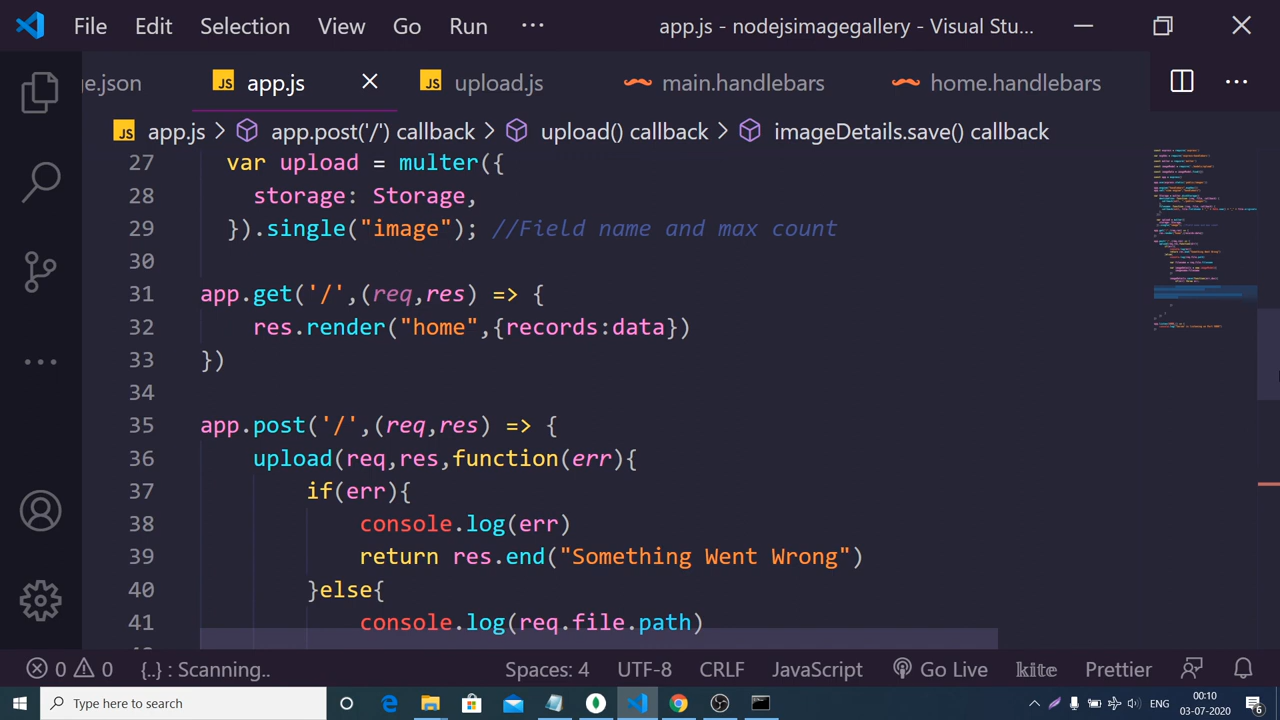 File Edit Selection View Go Run ··· app.js - nodejsimagegallery - Visual Stu...
ge.json JS app.js JS upload.js main.handlebars home.handlebars
JS app.js > app.post('/') callback > upload() callback > imageDetails.save() callback
27 var upload = multer({
28 storage: Storage,
29 }).single("image"); //Field name and max count
30
31 app.get('/',(req,res) => {
32 res.render("home",{records:data})
33 })
34
35 app.post('/',(req,res) => {
36 upload(req,res,function(err){
37 if(err){
38 console.log(err)
39 return res.end("Something Went Wrong")
40 }else{
41 console.log(req.file.path)
0 0 {..} : Scanning.. Spaces: 4 UTF-8 CRLF JavaScript Go Live kite Prettier
Type here to search ENG 00:10
03-07-2020 6